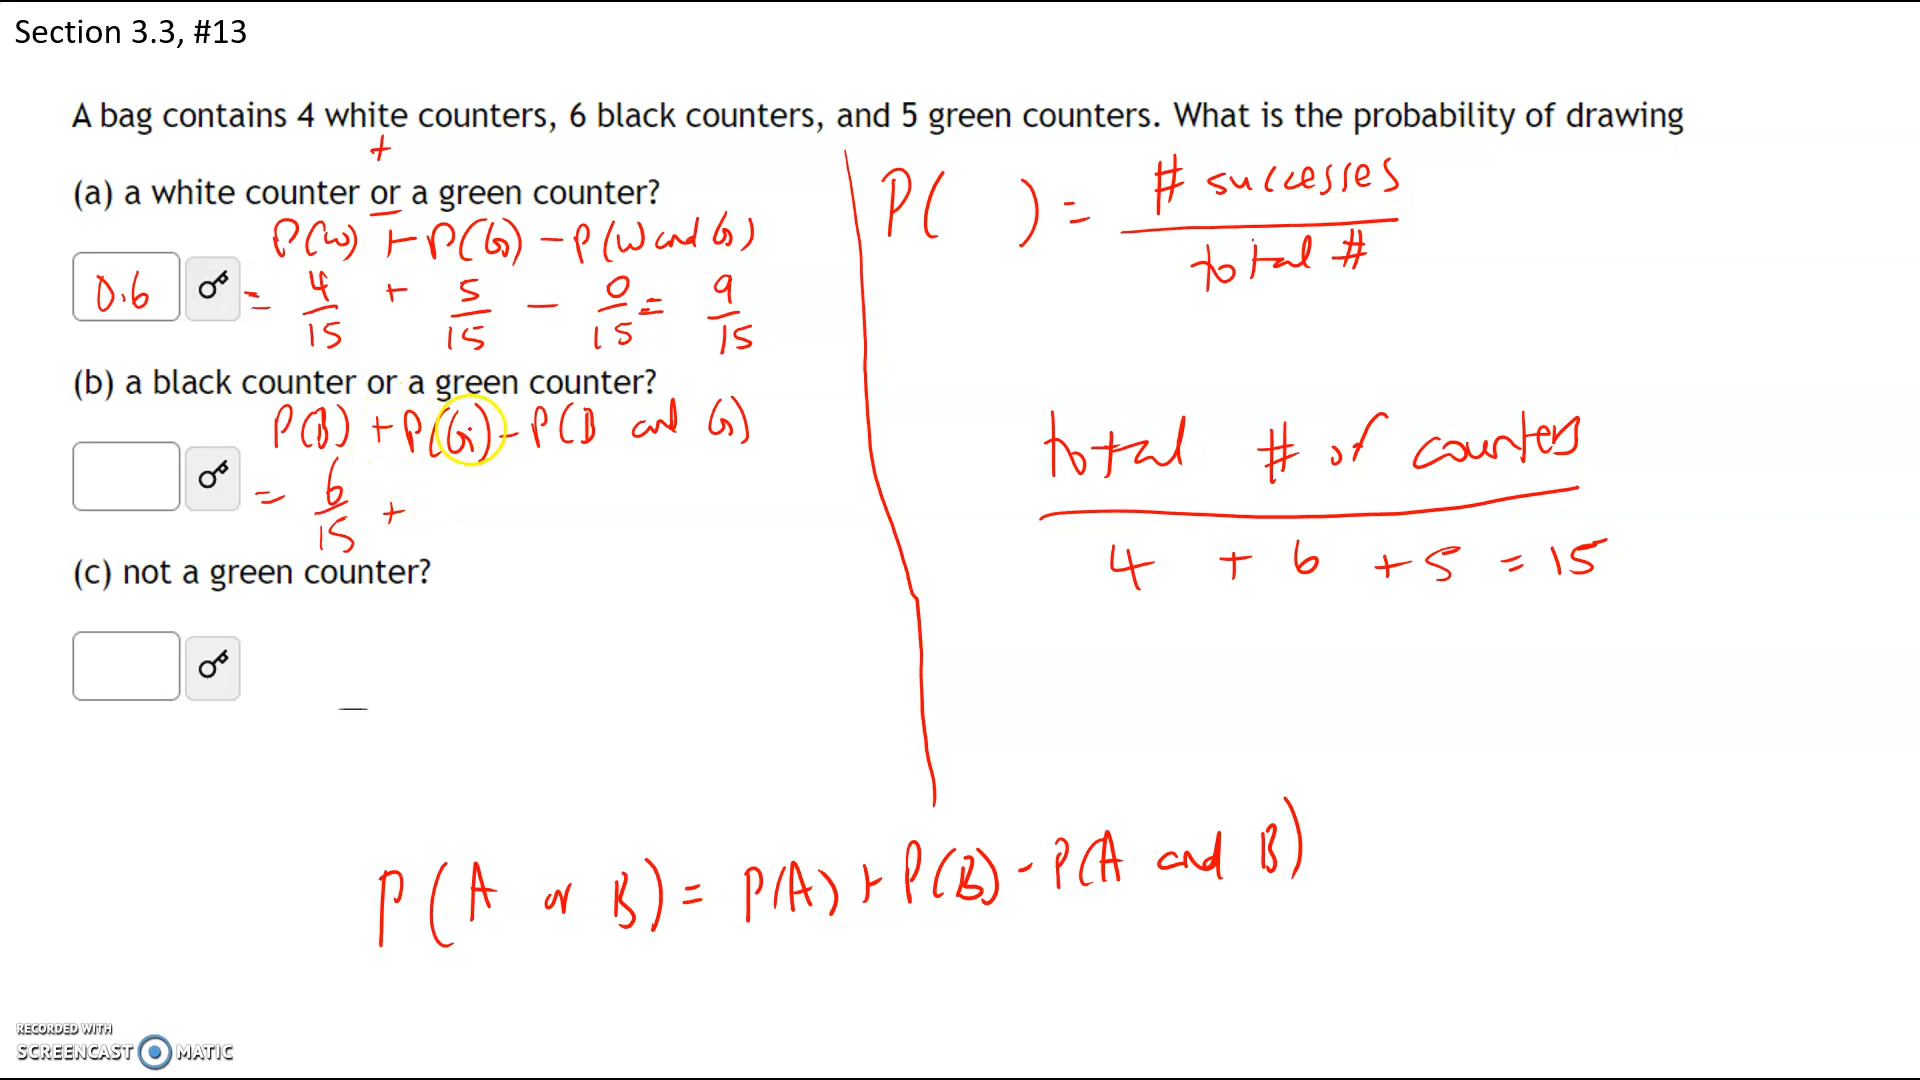 Section 3.3, #13
A bag contains 4 white counters, 6 black counters, and 5 green counters. What is the probability of drawing
+
(a) a white counter or a green counter?
P(W) + P(G) - P(W and G)
0.6 = 4/15 + 5/15 - 0/15 = 9/15
(b) a black counter or a green counter?
P(B) + P(G) - P(B and G)
= 6/15 +
(c) not a green counter?
P( ) = # successes / total #
total # of counters
4 + 6 + 5 = 15
P(A or B) = P(A) + P(B) - P(A and B)
RECORDED WITH
SCREENCAST MATIC